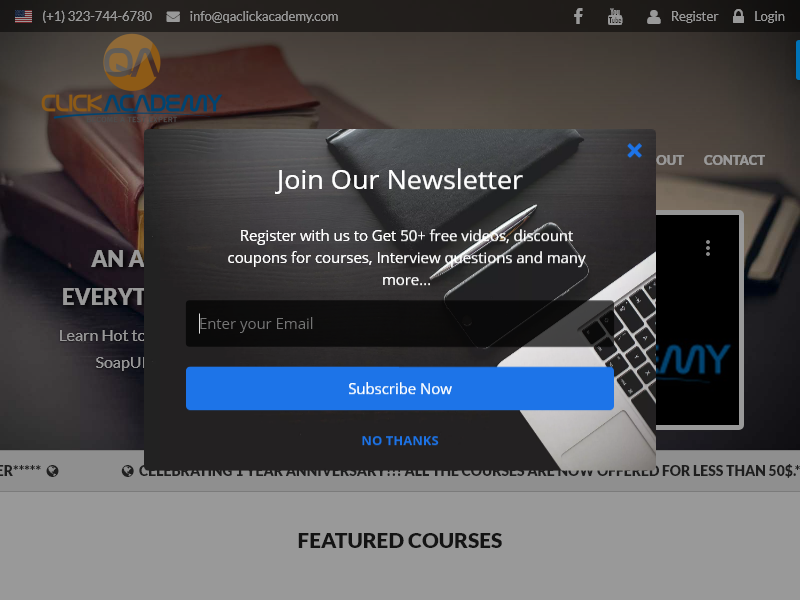 (+1) 323-744-6780 info@qaclickacademy.com Register Login
QA
CLICKACADEMY
OUT CONTACT
Join Our Newsletter
Register with us to Get 50+ free videos, discount
coupons for courses, Interview questions and many
more...
AN A
EVERYT
Learn Hot to
SoapUI
EMY
Enter your Email
Subscribe Now
NO THANKS
ER***** CELEBRATING 1 YEAR ANNIVERSARY!!! ALL THE COURSES ARE NOW OFFERED FOR LESS THAN 50$.*
FEATURED COURSES